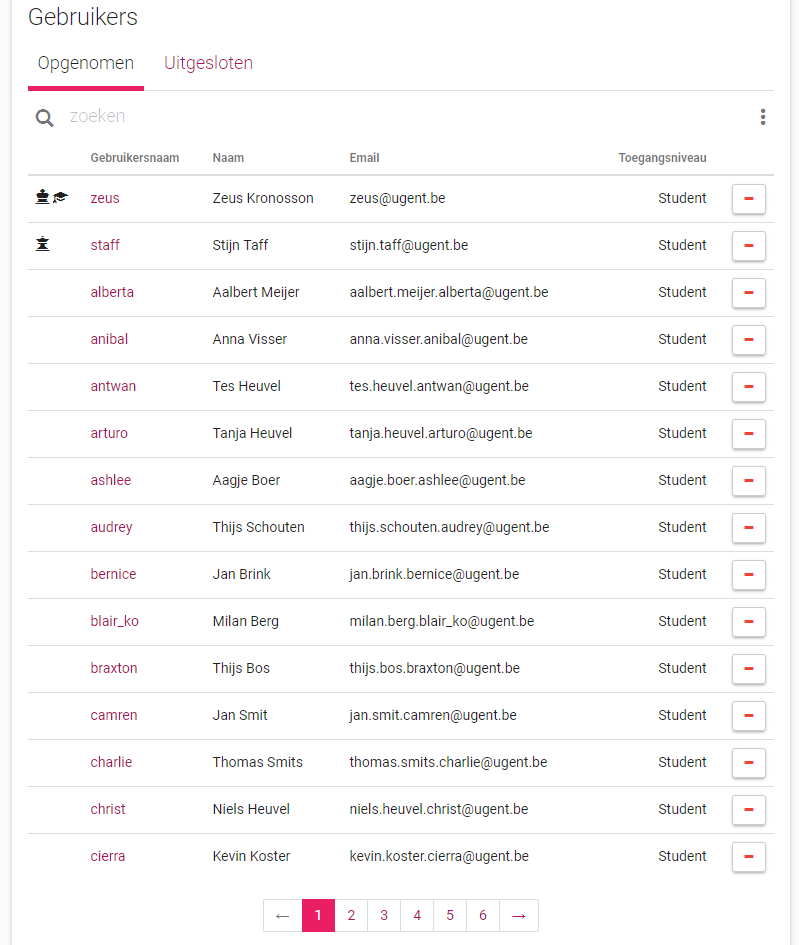 Gebruikers
Opgenomen Uitgesloten
zoeken
Gebruikersnaam Naam Email Toegangsniveau
zeus Zeus Kronosson zeus@ugent.be Student
staff Stijn Taff stijn.taff@ugent.be Student
alberta Aalbert Meijer aalbert.meijer.alberta@ugent.be Student
anibal Anna Visser anna.visser.anibal@ugent.be Student
antwan Tes Heuvel tes.heuvel.antwan@ugent.be Student
arturo Tanja Heuvel tanja.heuvel.arturo@ugent.be Student
ashlee Aagje Boer aagje.boer.ashlee@ugent.be Student
audrey Thijs Schouten thijs.schouten.audrey@ugent.be Student
bernice Jan Brink jan.brink.bernice@ugent.be Student
blair_ko Milan Berg milan.berg.blair_ko@ugent.be Student
braxton Thijs Bos thijs.bos.braxton@ugent.be Student
camren Jan Smit jan.smit.camren@ugent.be Student
charlie Thomas Smits thomas.smits.charlie@ugent.be Student
christ Niels Heuvel niels.heuvel.christ@ugent.be Student
cierra Kevin Koster kevin.koster.cierra@ugent.be Student
← 1 2 3 4 5 6 →